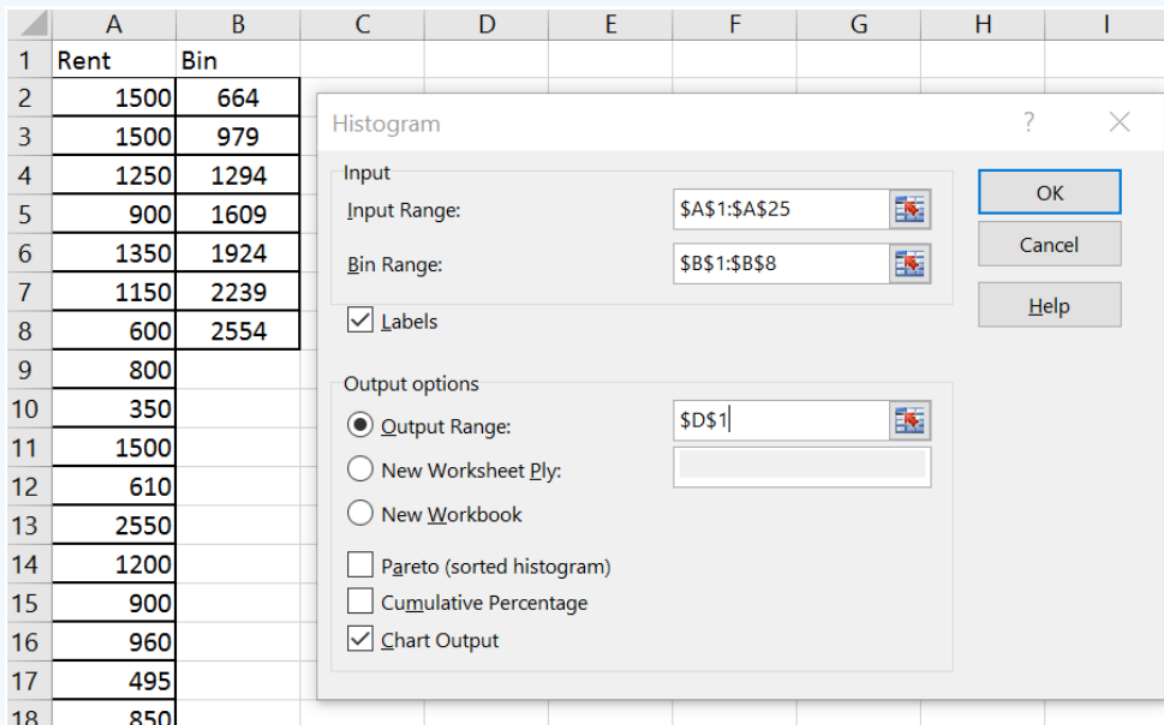 A B C D E F G H I
1 Rent Bin
2 1500 664
3 1500 979
4 1250 1294
5 900 1609
6 1350 1924
7 1150 2239
8 600 2554
9 800
10 350
11 1500
12 610
13 2550
14 1200
15 900
16 960
17 495
18 850
Histogram ? ×
Input
Input Range: $A$1:$A$25
Bin Range: $B$1:$B$8
Labels
OK
Cancel
Help
Output options
Output Range: $D$1
New Worksheet Ply:
New Workbook
Pareto (sorted histogram)
Cumulative Percentage
Chart Output